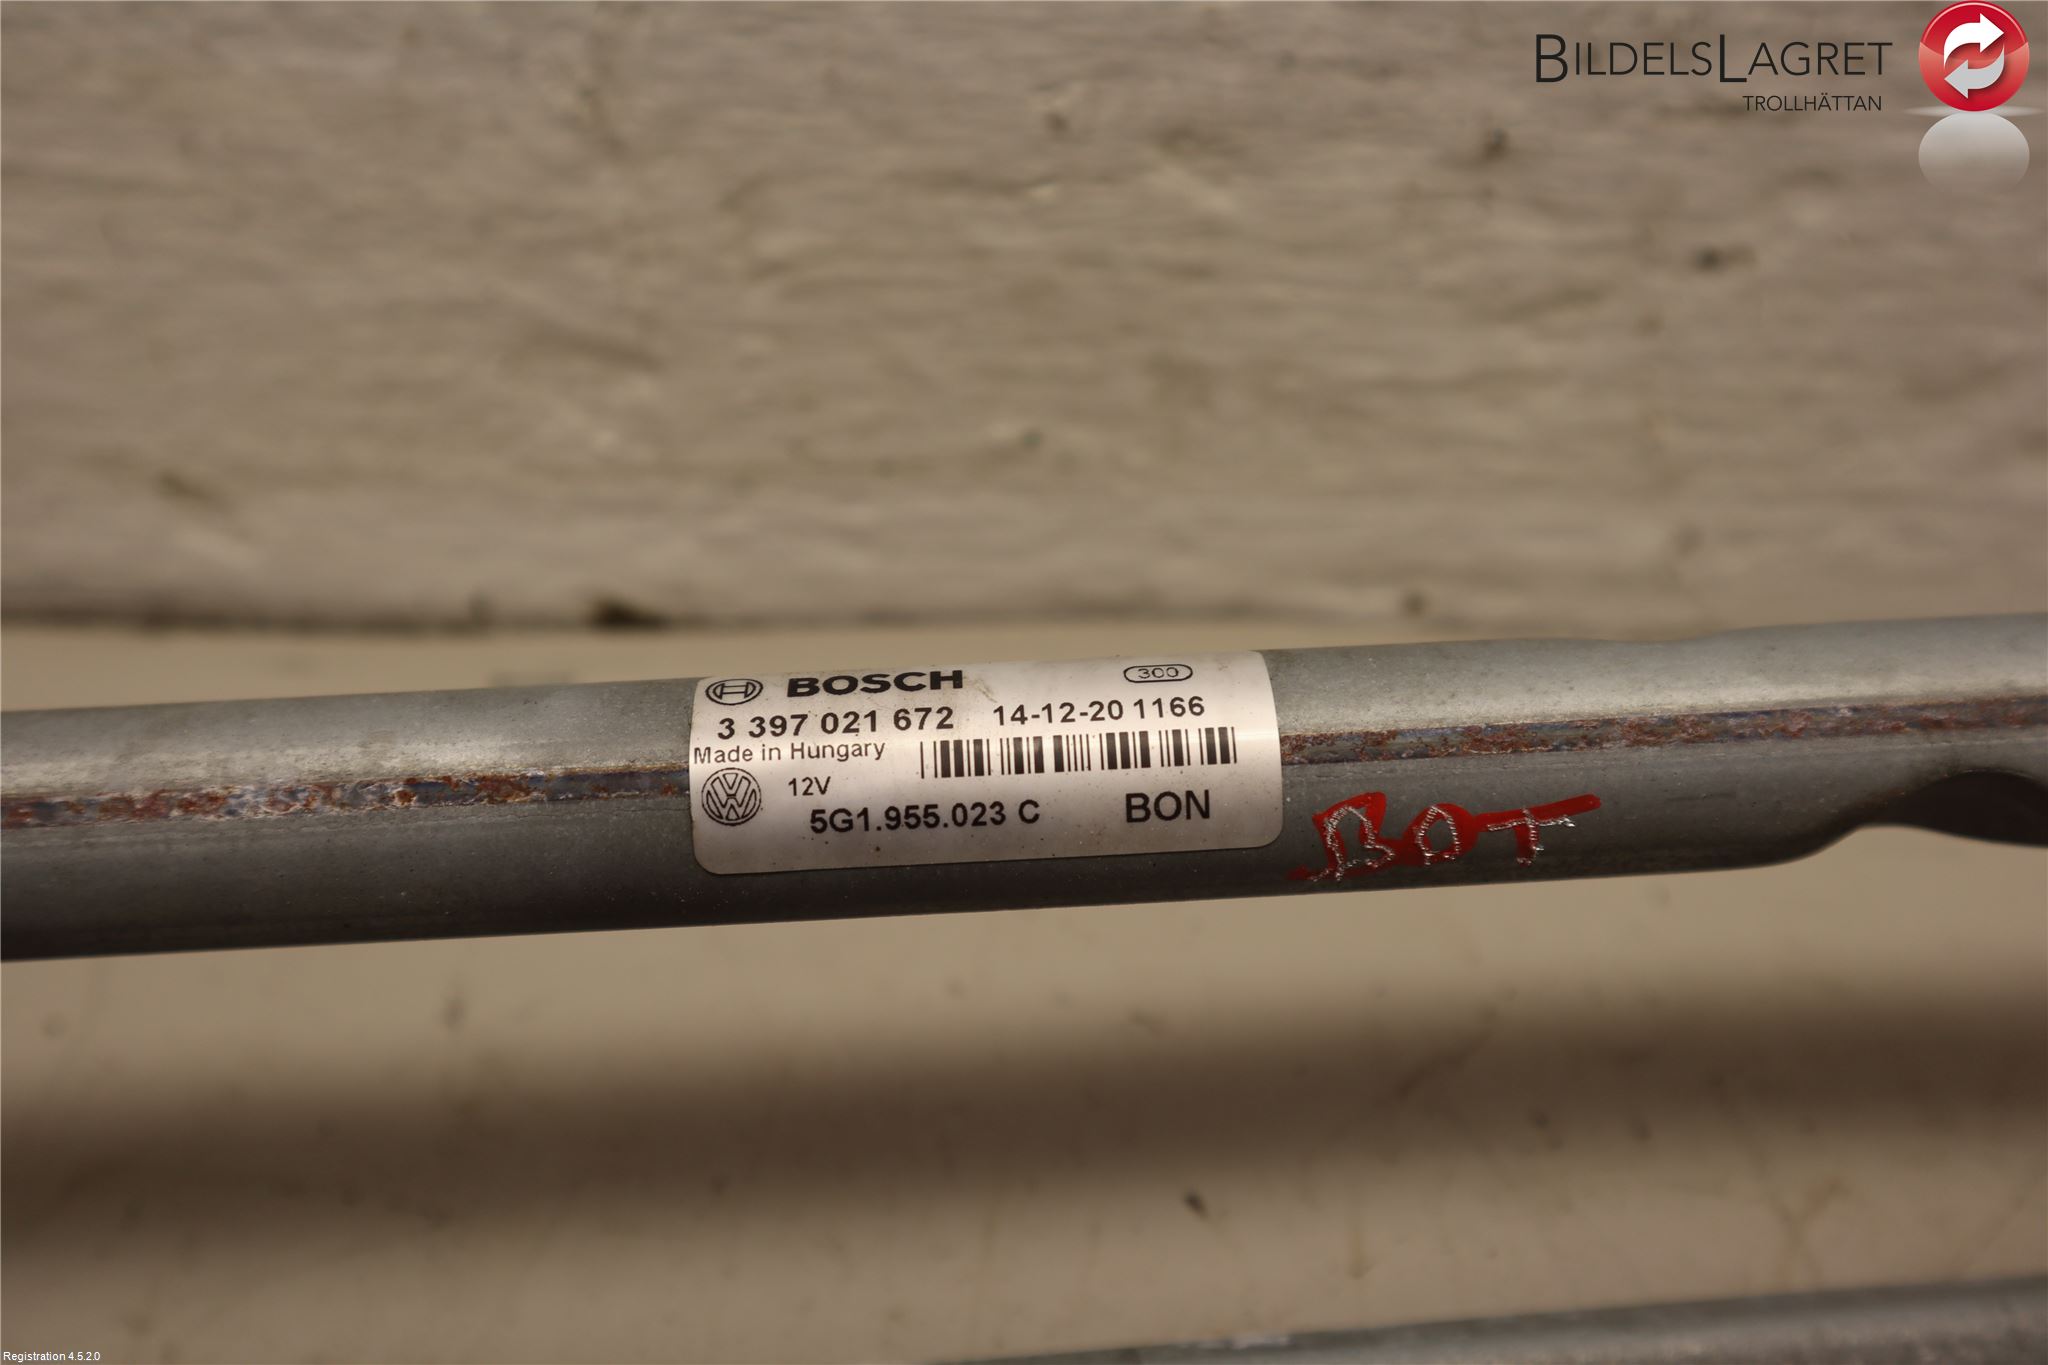 BILDELSLAGRET
TROLLHÄTTAN
BOSCH 300
3 397 021 672 14-12-20 1166
Made in Hungary
12V
5G1.955.023 C BON
BOT
Registration 4.5.2.0